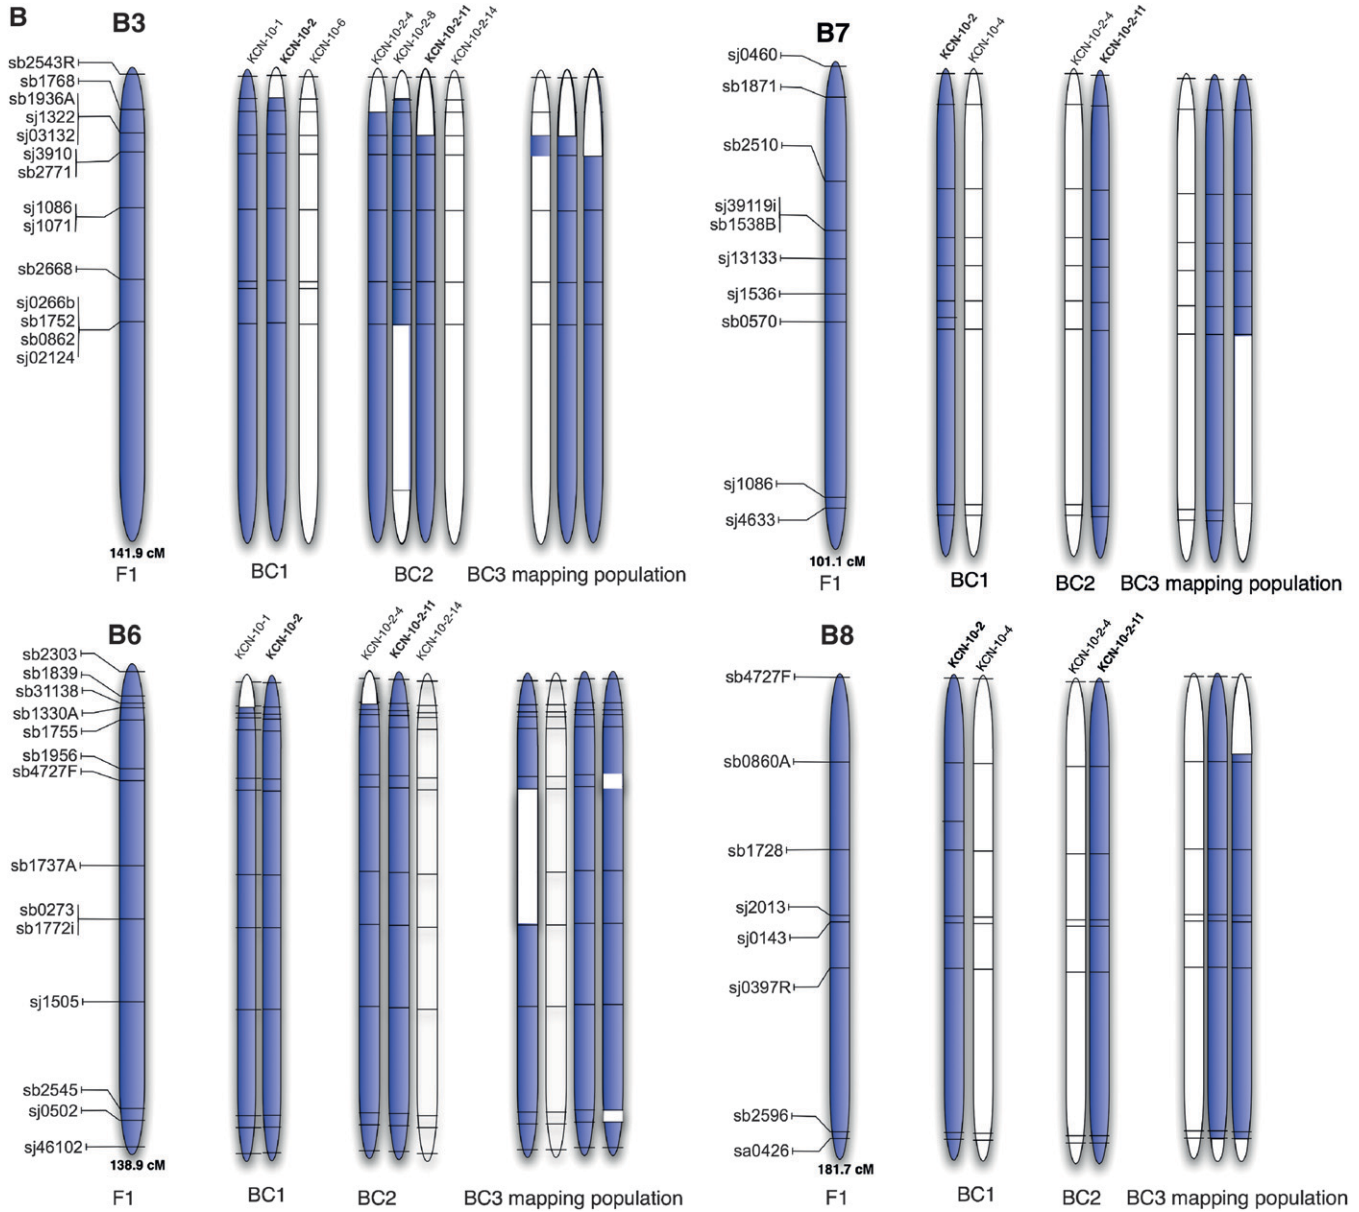 B
B3
KCN-10-1
KCN-10-2
KCN-10-6
KCN-10-2-4
KCN-10-2-8
KCN-10-2-11
KCN-10-2-14
sb2543R
sb1768
sb1936A
sj1322
sj03132
sj3910
sb2771
sj1086
sj1071
sb2668
sj0266b
sb1752
sb0862
sj02124
141.9 cM
F1
BC1
BC2
BC3 mapping population
B7
KCN-10-2
KCN-10-4
KCN-10-2-4
KCN-10-2-11
sj0460
sb1871
sb2510
sj39119i
sb1538B
sj13133
sj1536
sb0570
sj1086
sj4633
101.1 cM
F1
BC1
BC2
BC3 mapping population
B6
KCN-10-1
KCN-10-2
KCN-10-2-4
KCN-10-2-11
KCN-10-2-14
sb2303
sb1839
sb31138
sb1330A
sb1755
sb1956
sb4727F
sb1737A
sb0273
sb1772i
sj1505
sb2545
sj0502
sj46102
138.9 cM
F1
BC1
BC2
BC3 mapping population
B8
KCN-10-2
KCN-10-4
KCN-10-2-4
KCN-10-2-11
sb4727F
sb0860A
sb1728
sj2013
sj0143
sj0397R
sb2596
sa0426
181.7 cM
F1
BC1
BC2
BC3 mapping population